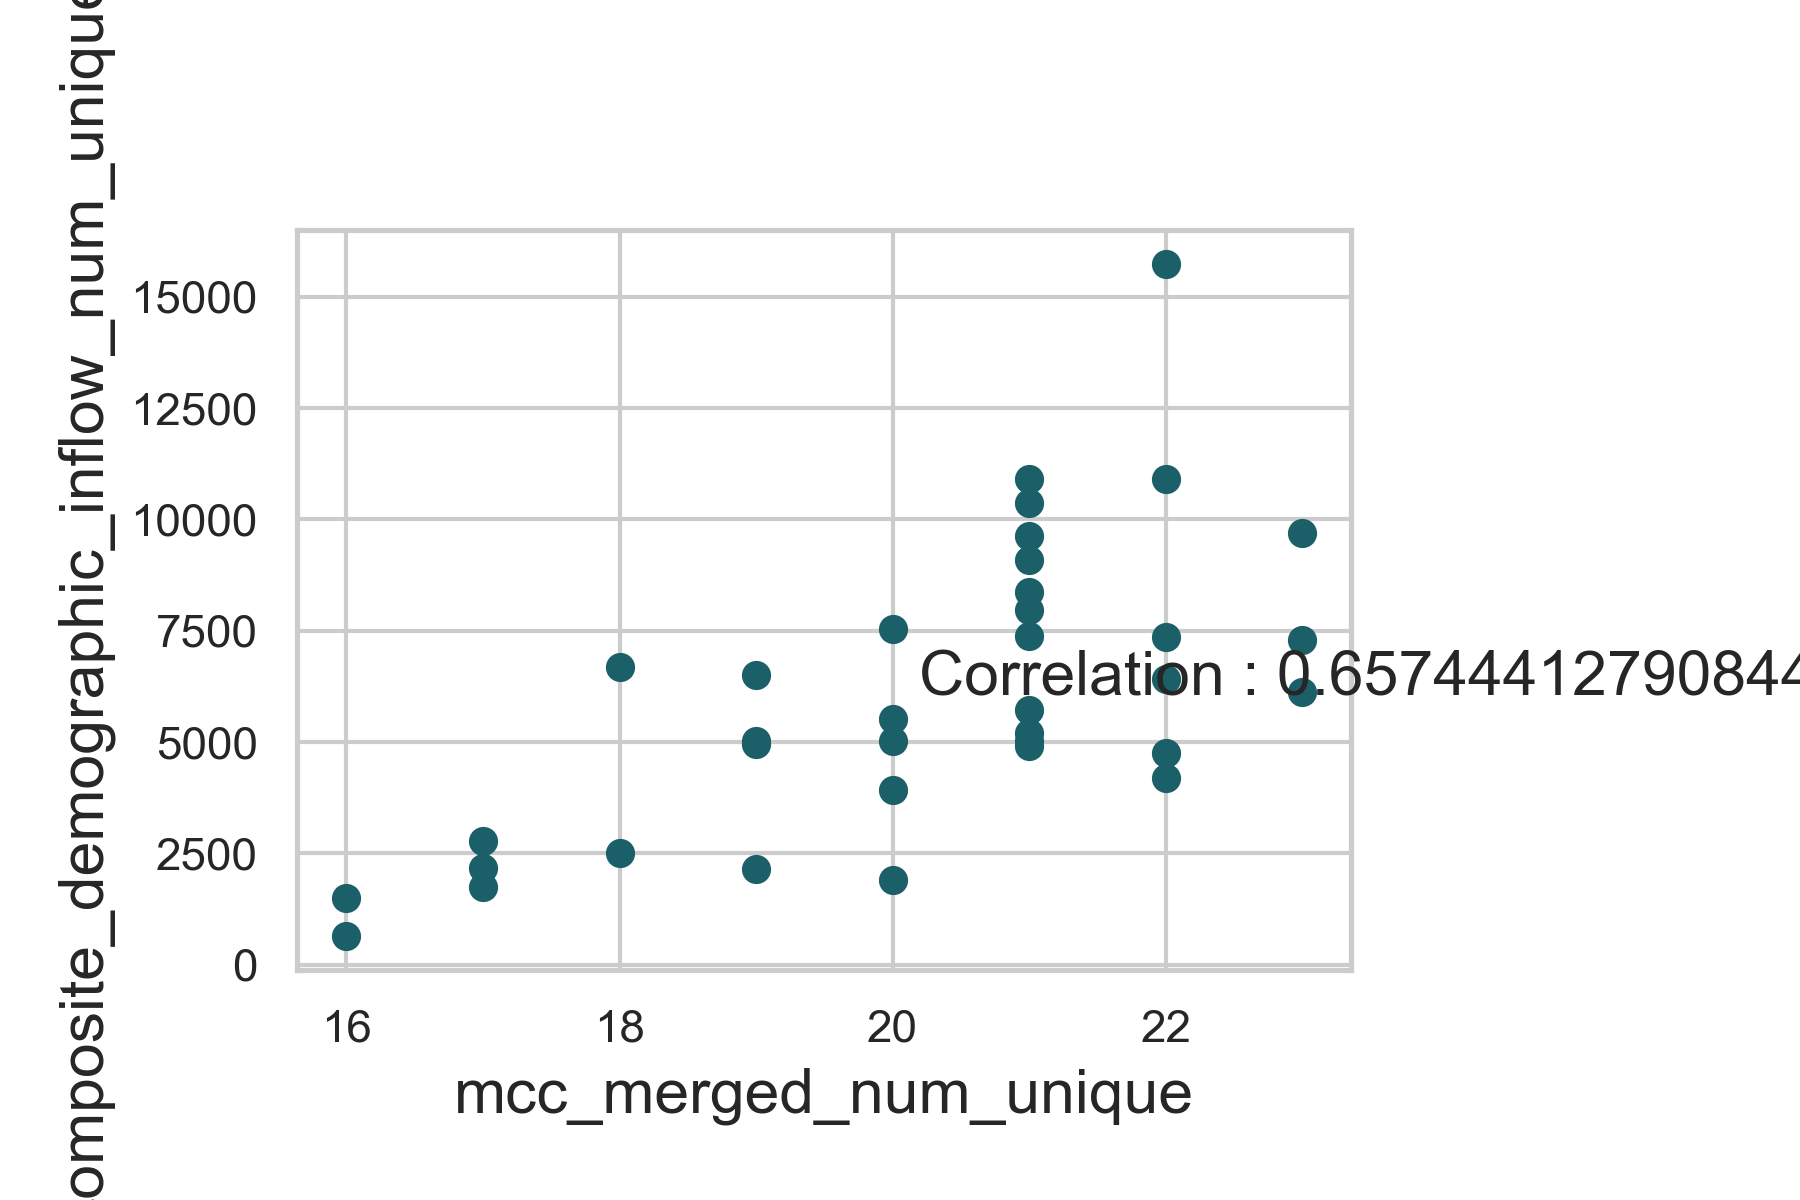 omposite_demographic_inflow_num_unique
15000
12500
10000
7500
5000
2500
0
Correlation : 0.65744412790844
16 18 20 22
mcc_merged_num_unique